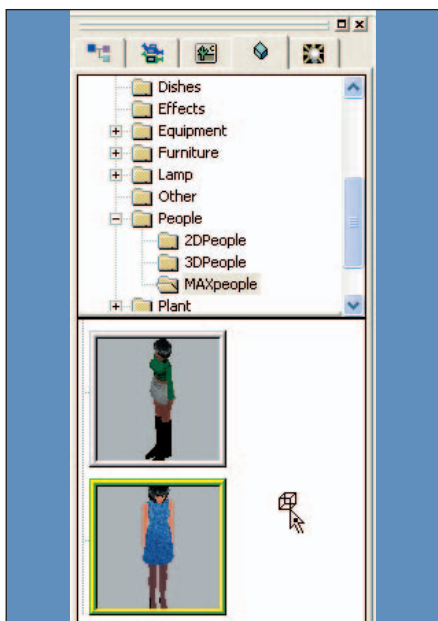 Dishes
Effects
Equipment
Furniture
Lamp
Other
People
2DPeople
3DPeople
MAXpeople
Plant